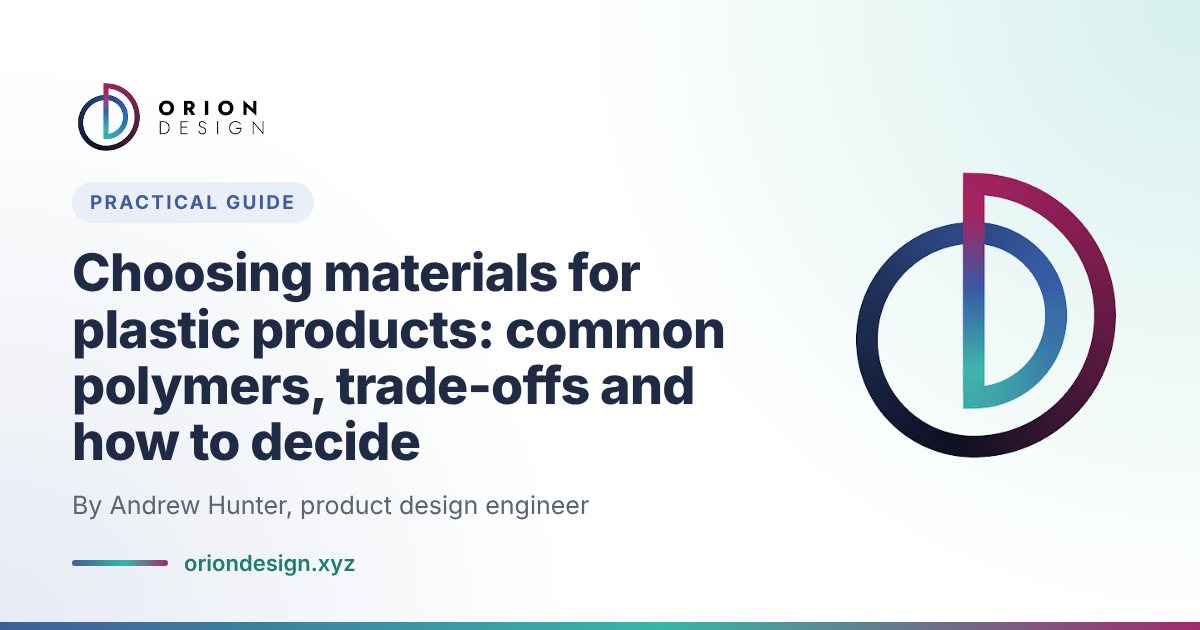 ORION
DESIGN
PRACTICAL GUIDE
Choosing materials for
plastic products: common
polymers, trade-offs and
how to decide
By Andrew Hunter, product design engineer
oriondesign.xyz